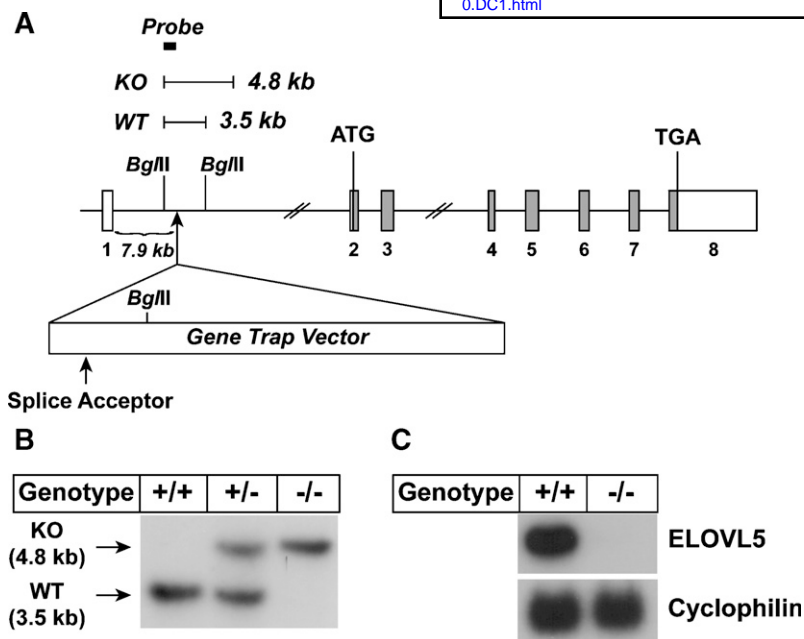 0.DC1.html
A
Probe
KO 4.8 kb
WT 3.5 kb
ATG TGA
BglII BglII
1 7.9 kb 2 3 4 5 6 7 8
BglII
Gene Trap Vector
Splice Acceptor
B
Genotype +/+ +/- -/-
KO
(4.8 kb)
WT
(3.5 kb)
C
Genotype +/+ -/-
ELOVL5
Cyclophilin